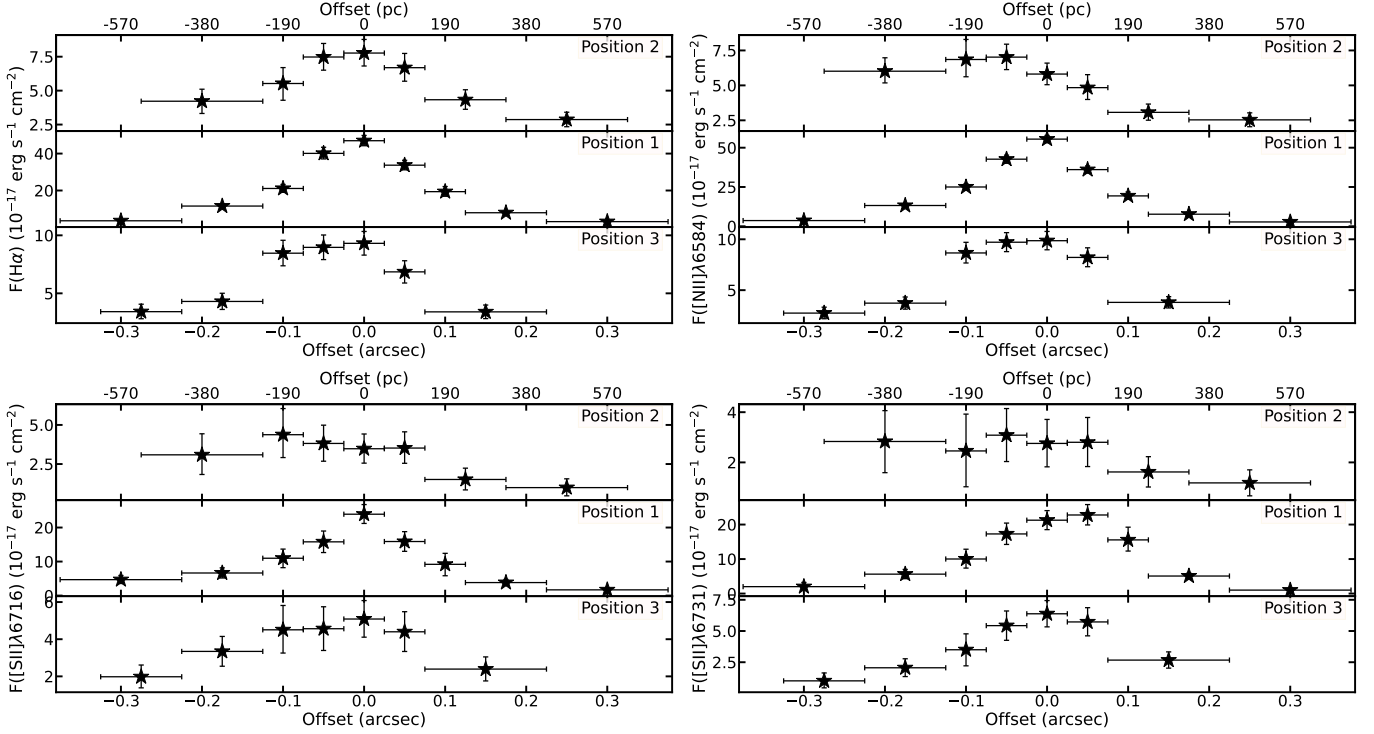 Offset (pc)
-570 -380 -190 0 190 380 570
F(Hα) (10⁻¹⁷ erg s⁻¹ cm⁻²)
7.5
5.0
2.5
Position 2
40
20
Position 1
10
5
Position 3
−0.3 −0.2 −0.1 0.0 0.1 0.2 0.3
Offset (arcsec)
Offset (pc)
-570 -380 -190 0 190 380 570
F([NII]λ6584) (10⁻¹⁷ erg s⁻¹ cm⁻²)
7.5
5.0
2.5
Position 2
50
25
0
Position 1
10
5
Position 3
−0.3 −0.2 −0.1 0.0 0.1 0.2 0.3
Offset (arcsec)
Offset (pc)
-570 -380 -190 0 190 380 570
F([SII]λ6716) (10⁻¹⁷ erg s⁻¹ cm⁻²)
5.0
2.5
Position 2
20
10
0
Position 1
6
4
2
Position 3
−0.3 −0.2 −0.1 0.0 0.1 0.2 0.3
Offset (arcsec)
Offset (pc)
-570 -380 -190 0 190 380 570
F([SII]λ6731) (10⁻¹⁷ erg s⁻¹ cm⁻²)
4
2
Position 2
20
10
0
Position 1
7.5
5.0
2.5
Position 3
−0.3 −0.2 −0.1 0.0 0.1 0.2 0.3
Offset (arcsec)